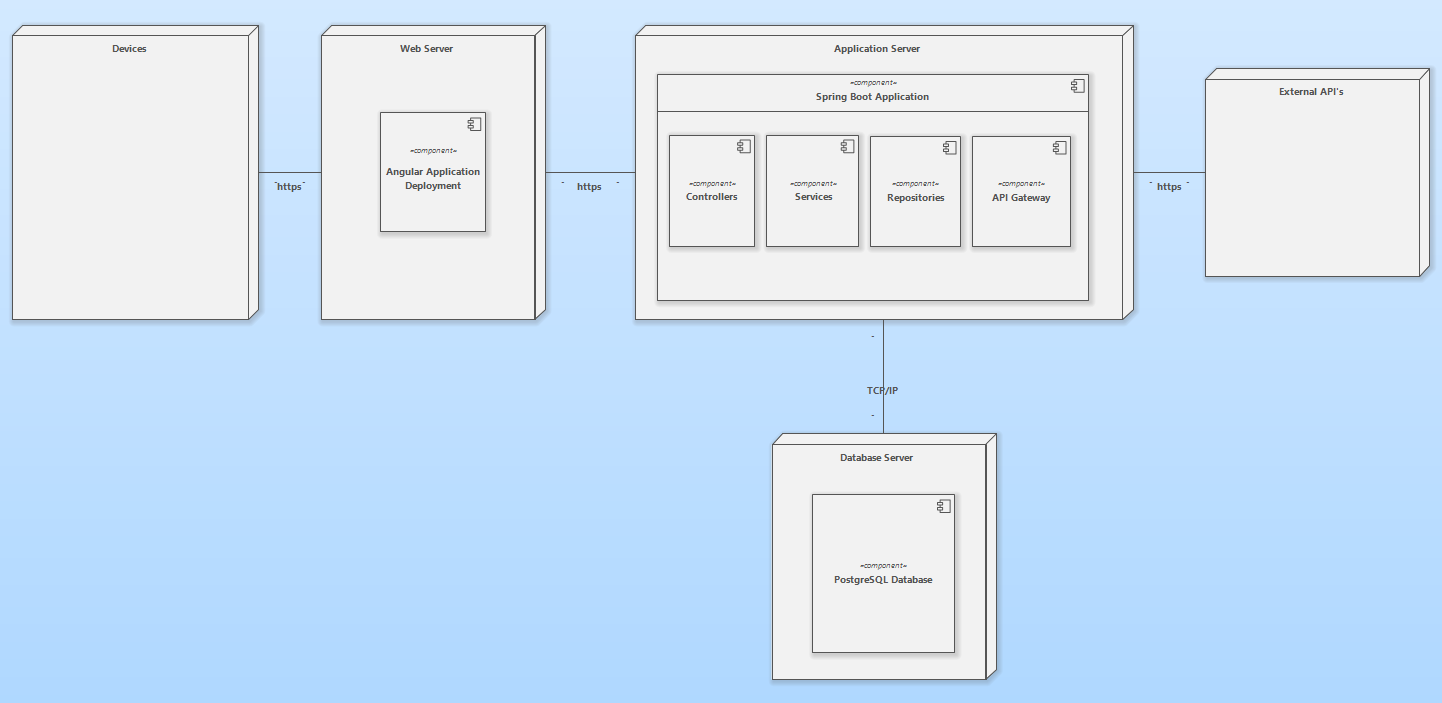 Devices
Web Server
«component»
Angular Application
Deployment
Application Server
«component»
Spring Boot Application
«component»
Controllers
«component»
Services
«component»
Repositories
«component»
API Gateway
External API's
- https -
- https -
- https -
-
TCP/IP
-
Database Server
«component»
PostgreSQL Database